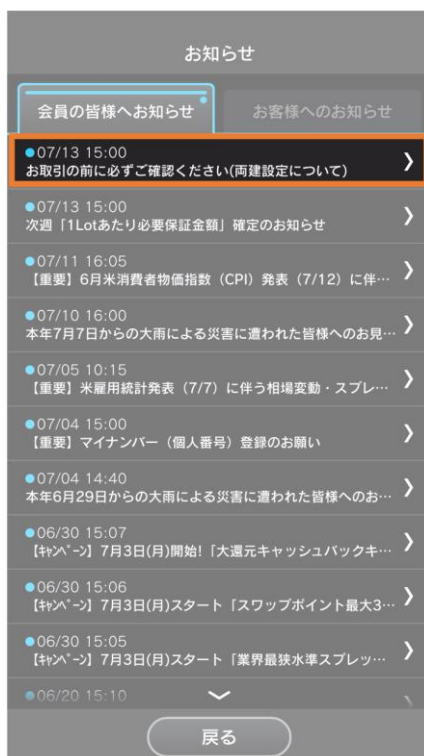 お知らせ
会員の皆様へお知らせ
お客様へのお知らせ
07/13 15:00
お取引の前に必ずご確認ください(両建設定について)
07/13 15:00
次週「1Lotあたり必要保証金額」確定のお知らせ
07/11 16:05
【重要】6月米消費者物価指数（CPI）発表（7/12）に伴…
07/10 16:00
本年7月7日からの大雨による災害に遭われた皆様へのお見…
07/05 10:15
【重要】米雇用統計発表（7/7）に伴う相場変動・スプレ…
07/04 15:00
【重要】マイナンバー（個人番号）登録のお願い
07/04 14:40
本年6月29日からの大雨による災害に遭われた皆様へのお…
06/30 15:07
【ｷｬﾝﾍﾟｰﾝ】7月3日(月)開始!「大還元キャッシュバックキ…
06/30 15:06
【ｷｬﾝﾍﾟｰﾝ】7月3日(月)スタート「スワップポイント最大3…
06/30 15:05
【ｷｬﾝﾍﾟｰﾝ】7月3日(月)スタート「業界最狭水準スプレッ…
06/20 15:10
戻る